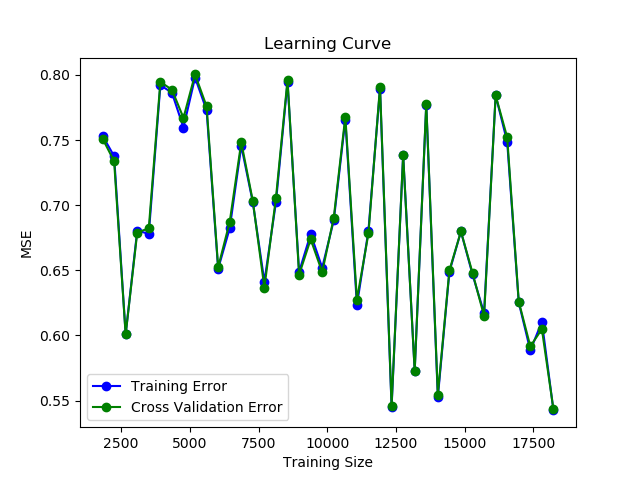 Learning Curve
0.80
0.75
0.70
0.65
0.60
0.55
MSE
Training Error
Cross Validation Error
2500 5000 7500 10000 12500 15000 17500
Training Size